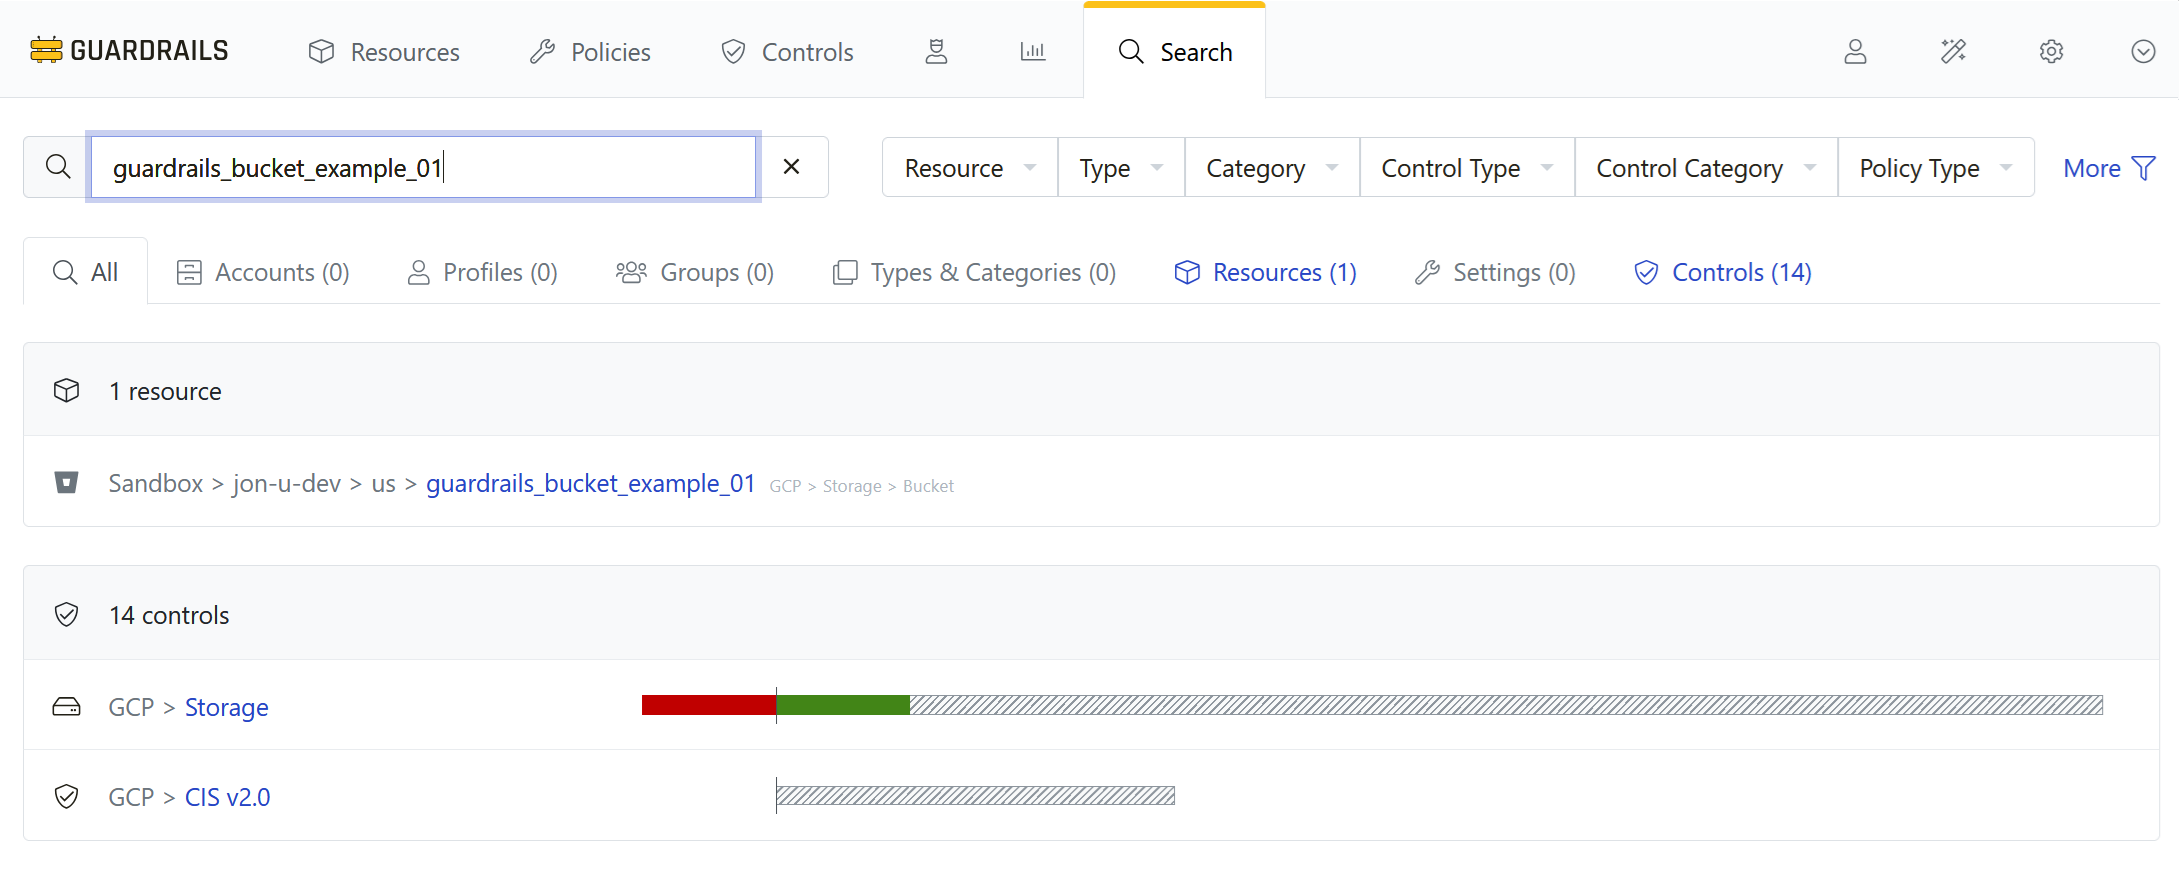 GUARDRAILS Resources Policies Controls Search
guardrails_bucket_example_01 Resource Type Category Control Type Control Category Policy Type More
All Accounts (0) Profiles (0) Groups (0) Types & Categories (0) Resources (1) Settings (0) Controls (14)
1 resource
Sandbox > jon-u-dev > us > guardrails_bucket_example_01 GCP > Storage > Bucket
14 controls
GCP > Storage
GCP > CIS v2.0